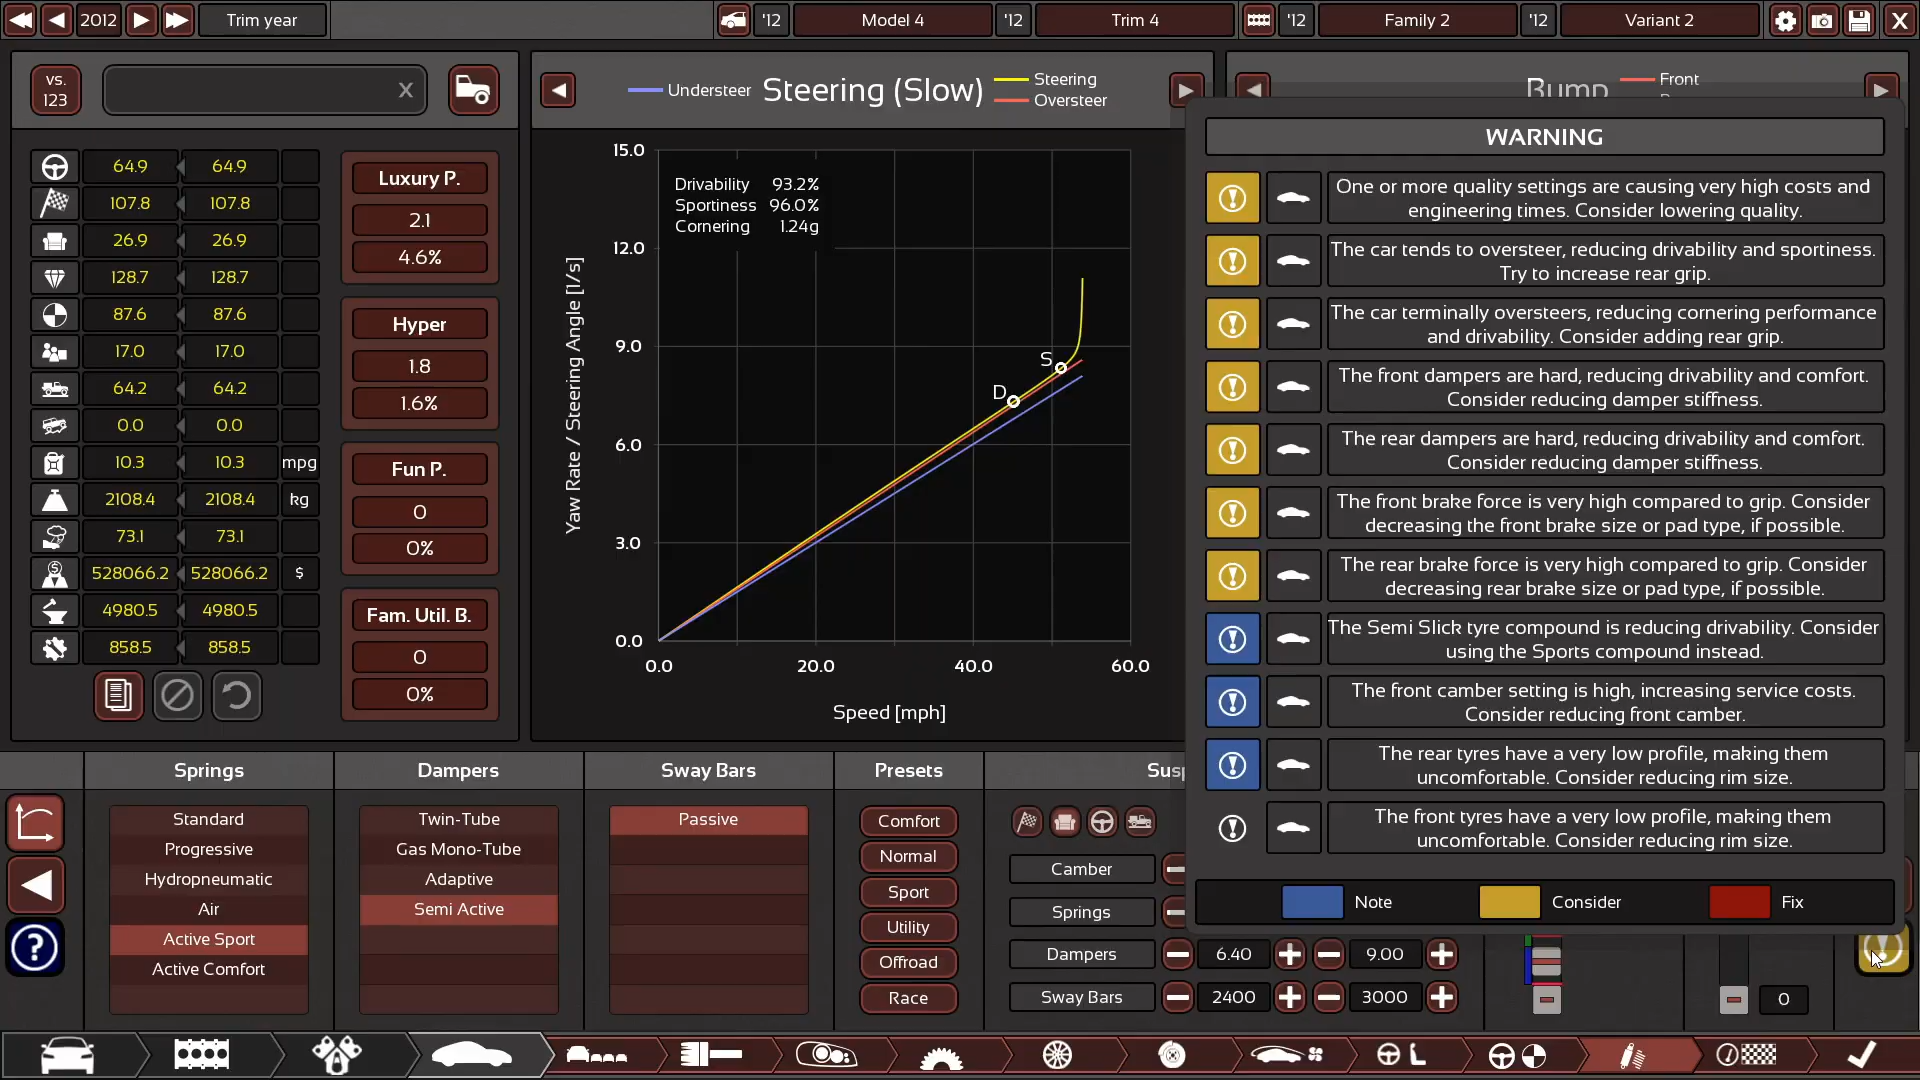 2012
Trim year
'12
Model 4
'12
Trim 4
'12
Family 2
'12
Variant 2
X
vs.
123
x
64.9 64.9
107.8 107.8
26.9 26.9
128.7 128.7
87.6 87.6
17.0 17.0
64.2 64.2
0.0 0.0
10.3 10.3 mpg
2108.4 2108.4 kg
73.1 73.1
528066.2 528066.2 $
4980.5 4980.5
858.5 858.5
Luxury P.
2.1
4.6%
Hyper
1.8
1.6%
Fun P.
0
0%
Fam. Util. B.
0
0%
Understeer
Steering (Slow)
Steering
Oversteer
Drivability 93.2%
Sportiness 96.0%
Cornering 1.24g
15.0
12.0
9.0
6.0
3.0
0.0
Yaw Rate / Steering Angle [1/s]
S
D
0.0 20.0 40.0 60.0
Speed [mph]
Bump
Front
WARNING
One or more quality settings are causing very high costs and
engineering times. Consider lowering quality.
The car tends to oversteer, reducing drivability and sportiness.
Try to increase rear grip.
The car terminally oversteers, reducing cornering performance
and drivability. Consider adding rear grip.
The front dampers are hard, reducing drivability and comfort.
Consider reducing damper stiffness.
The rear dampers are hard, reducing drivability and comfort.
Consider reducing damper stiffness.
The front brake force is very high compared to grip. Consider
decreasing the front brake size or pad type, if possible.
The rear brake force is very high compared to grip. Consider
decreasing rear brake size or pad type, if possible.
The Semi Slick tyre compound is reducing drivability. Consider
using the Sports compound instead.
The front camber setting is high, increasing service costs.
Consider reducing front camber.
The rear tyres have a very low profile, making them
uncomfortable. Consider reducing rim size.
The front tyres have a very low profile, making them
uncomfortable. Consider reducing rim size.
Note
Consider
Fix
Springs
Standard
Progressive
Hydropneumatic
Air
Active Sport
Active Comfort
Dampers
Twin-Tube
Gas Mono-Tube
Adaptive
Semi Active
Sway Bars
Passive
Presets
Comfort
Normal
Sport
Utility
Offroad
Race
Camber
Springs
Dampers 6.40 9.00
Sway Bars 2400 3000
0
?